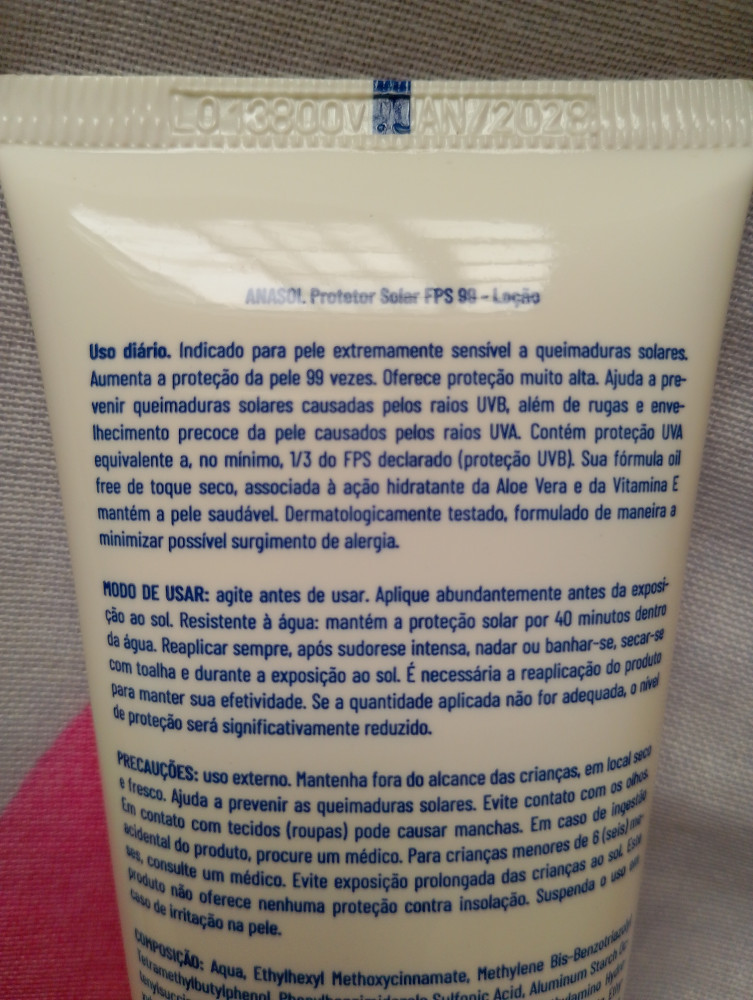 LO 13800V JAN/2028
ANASOL Protetor Solar FPS 99 - Loção
Uso diário. Indicado para pele extremamente sensível a queimaduras solares.
Aumenta a proteção da pele 99 vezes. Oferece proteção muito alta. Ajuda a pre-
venir queimaduras solares causadas pelos raios UVB, além de rugas e enve-
lhecimento precoce da pele causados pelos raios UVA. Contém proteção UVA
equivalente a, no mínimo, 1/3 do FPS declarado (proteção UVB). Sua fórmula oil
free de toque seco, associada à ação hidratante da Aloe Vera e da Vitamina E
mantém a pele saudável. Dermatologicamente testado, formulado de maneira a
minimizar possível surgimento de alergia.
MODO DE USAR: agite antes de usar. Aplique abundantemente antes da exposi-
ção ao sol. Resistente à água: mantém a proteção solar por 40 minutos dentro
da água. Reaplicar sempre, após sudorese intensa, nadar ou banhar-se, secar-se
com toalha e durante a exposição ao sol. É necessária a reaplicação do produto
para manter sua efetividade. Se a quantidade aplicada não for adequada, o nível
de proteção será significativamente reduzido.
PRECAUÇÕES: uso externo. Mantenha fora do alcance das crianças, em local seco
e fresco. Ajuda a prevenir as queimaduras solares. Evite contato com os olhos.
Em contato com tecidos (roupas) pode causar manchas. Em caso de ingestão
acidental do produto, procure um médico. Para crianças menores de 6 (seis) me-
ses, consulte um médico. Evite exposição prolongada das crianças ao sol. Este
produto não oferece nenhuma proteção contra insolação. Suspenda o uso em
caso de irritação na pele.
COMPOSIÇÃO: Aqua, Ethylhexyl Methoxycinnamate, Methylene Bis-Benzotriazolyl
Tetramethylbutylphenol, Phenylbenzimidazole Sulfonic Acid, Aluminum Starch Oc-